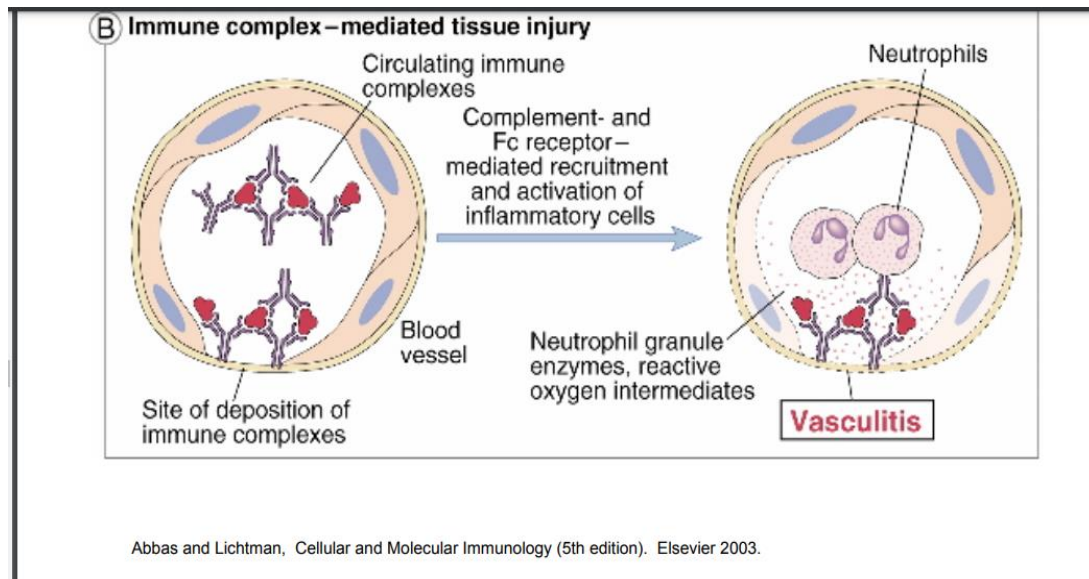 B Immune complex–mediated tissue injury
Circulating immune
complexes
Complement- and
Fc receptor–
mediated recruitment
and activation of
inflammatory cells
Neutrophils
Blood
vessel
Site of deposition of
immune complexes
Neutrophil granule
enzymes, reactive
oxygen intermediates
Vasculitis
Abbas and Lichtman, Cellular and Molecular Immunology (5th edition). Elsevier 2003.